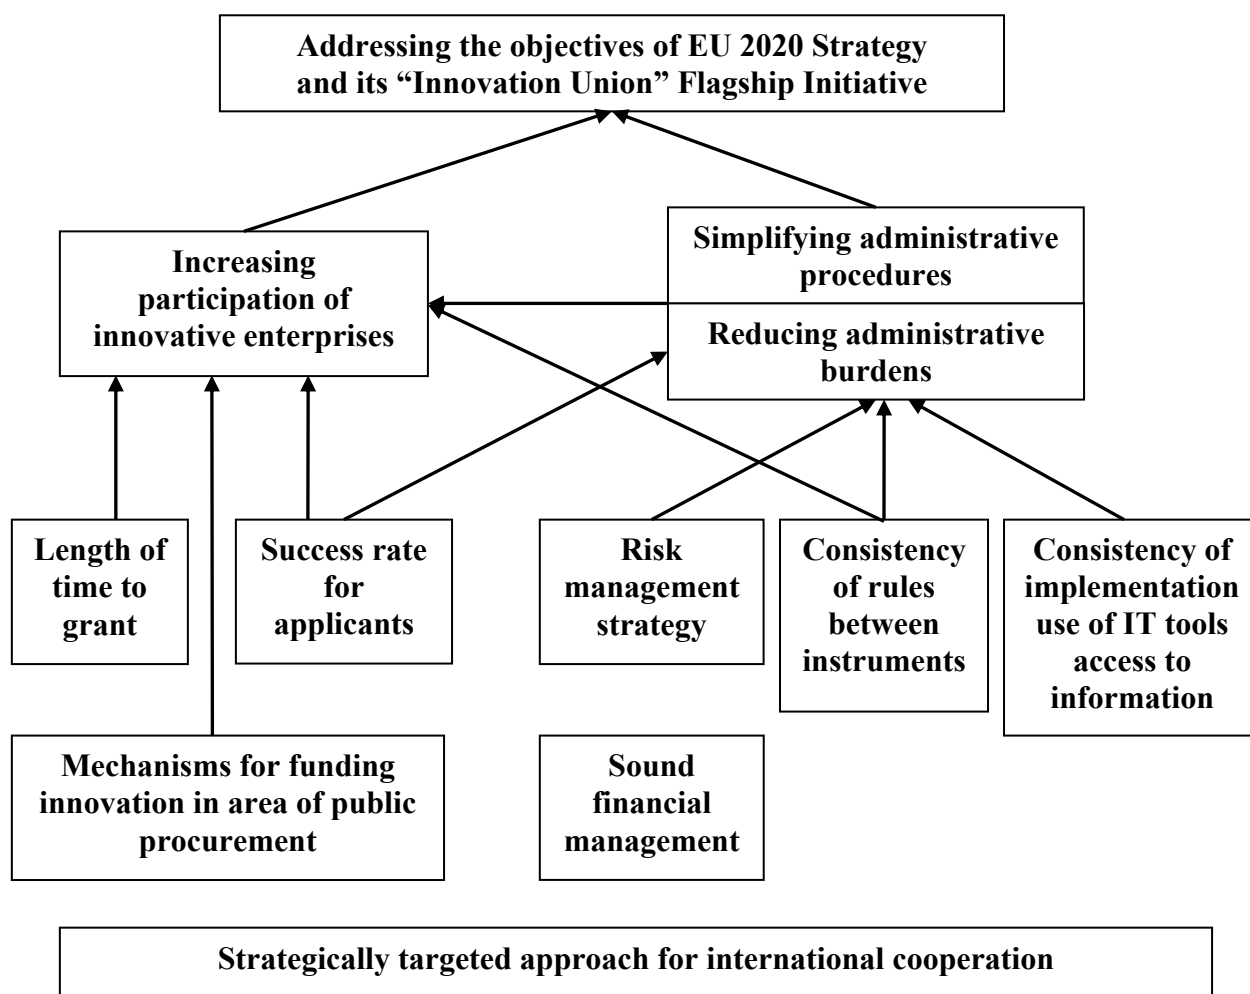 Addressing the objectives of EU 2020 Strategy
and its “Innovation Union” Flagship Initiative
Increasing
participation of
innovative enterprises
Simplifying administrative
procedures
Reducing administrative
burdens
Length of
time to
grant
Success rate
for
applicants
Risk
management
strategy
Consistency
of rules
between
instruments
Consistency of
implementation
use of IT tools
access to
information
Mechanisms for funding
innovation in area of public
procurement
Sound
financial
management
Strategically targeted approach for international cooperation